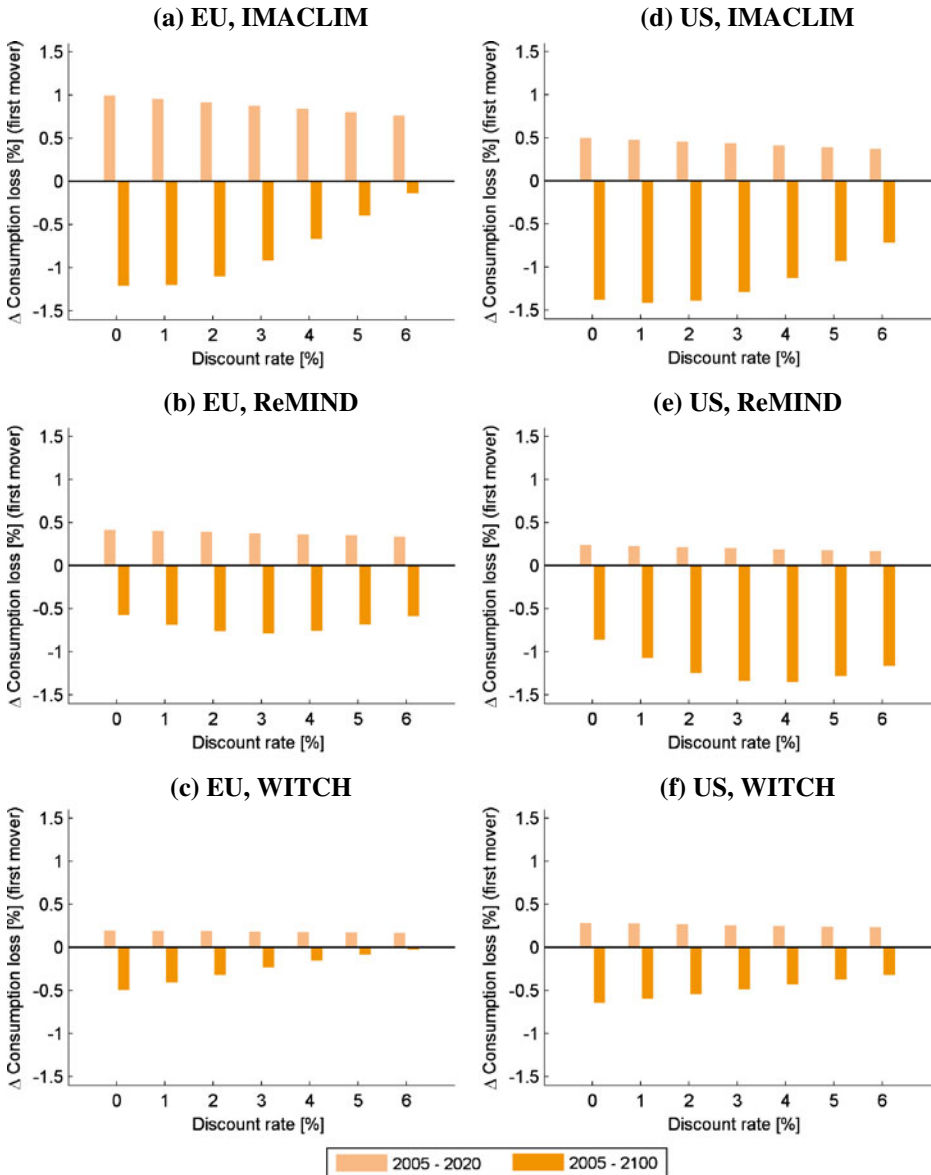 (a) EU, IMACLIM
Δ Consumption loss [%] (first mover)
1.5
1
0.5
0
-0.5
-1
-1.5
0 1 2 3 4 5 6
Discount rate [%]
(d) US, IMACLIM
Δ Consumption loss [%] (first mover)
1.5
1
0.5
0
-0.5
-1
-1.5
0 1 2 3 4 5 6
Discount rate [%]
(b) EU, ReMIND
Δ Consumption loss [%] (first mover)
1.5
1
0.5
0
-0.5
-1
-1.5
0 1 2 3 4 5 6
Discount rate [%]
(e) US, ReMIND
Δ Consumption loss [%] (first mover)
1.5
1
0.5
0
-0.5
-1
-1.5
0 1 2 3 4 5 6
Discount rate [%]
(c) EU, WITCH
Δ Consumption loss [%] (first mover)
1.5
1
0.5
0
-0.5
-1
-1.5
0 1 2 3 4 5 6
Discount rate [%]
(f) US, WITCH
Δ Consumption loss [%] (first mover)
1.5
1
0.5
0
-0.5
-1
-1.5
0 1 2 3 4 5 6
Discount rate [%]
2005 - 2020 2005 - 2100